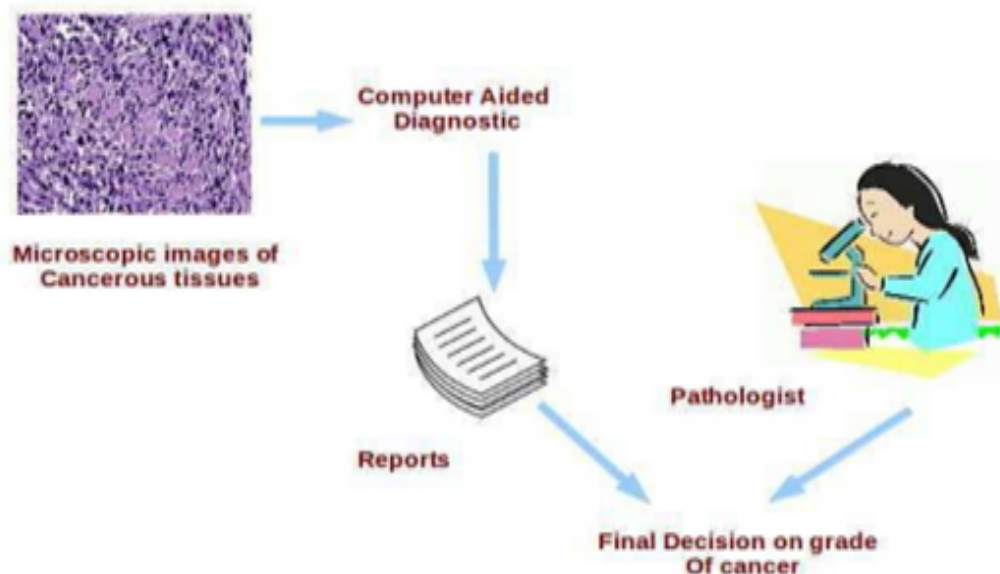 Computer Aided
Diagnostic
Microscopic images of
Cancerous tissues
Pathologist
Reports
Final Decision on grade
Of cancer